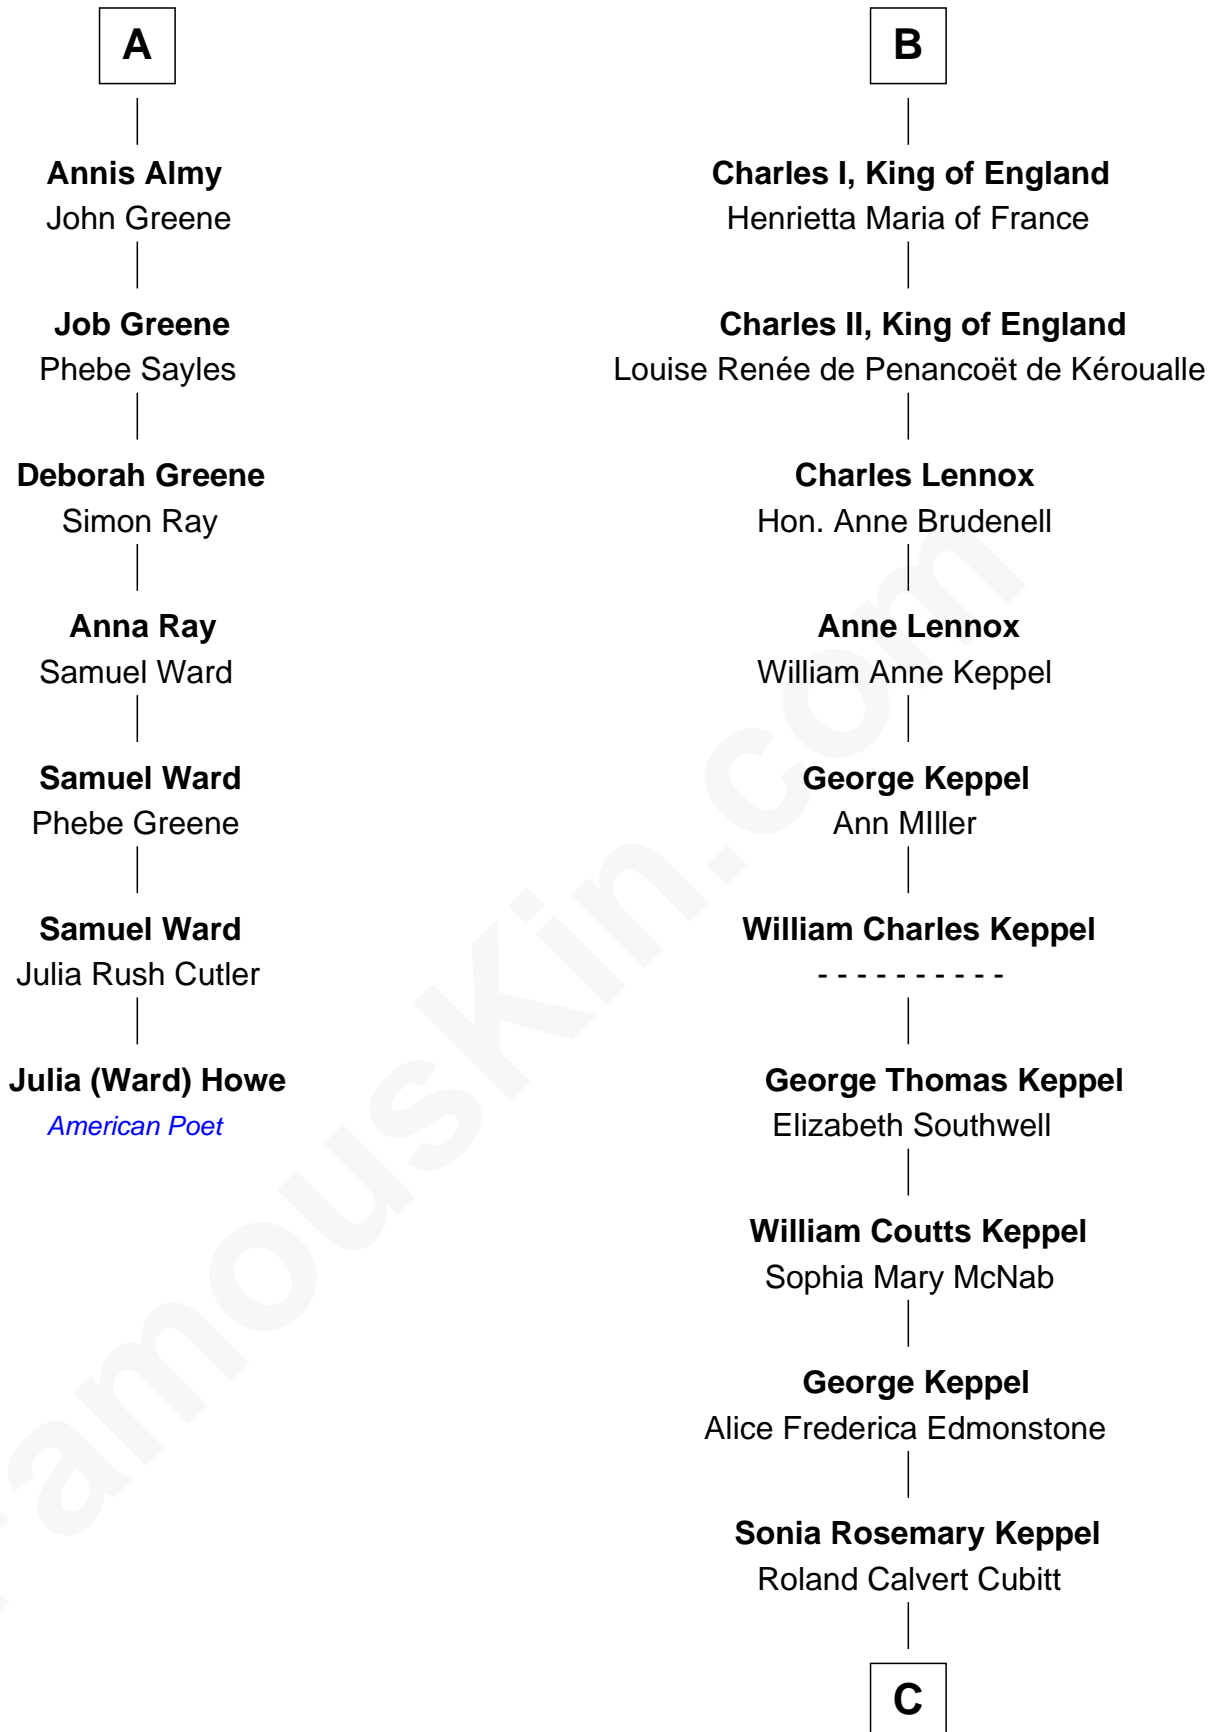 A
Annis Almy
John Greene
Job Greene
Phebe Sayles
Deborah Greene
Simon Ray
Anna Ray
Samuel Ward
Samuel Ward
Phebe Greene
Samuel Ward
Julia Rush Cutler
Julia (Ward) Howe
American Poet
B
Charles I, King of England
Henrietta Maria of France
Charles II, King of England
Louise Renée de Penancoët de Kéroualle
Charles Lennox
Hon. Anne Brudenell
Anne Lennox
William Anne Keppel
George Keppel
Ann MIller
William Charles Keppel
- - - - - - - - - -
George Thomas Keppel
Elizabeth Southwell
William Coutts Keppel
Sophia Mary McNab
George Keppel
Alice Frederica Edmonstone
Sonia Rosemary Keppel
Roland Calvert Cubitt
C
FamousKin.com